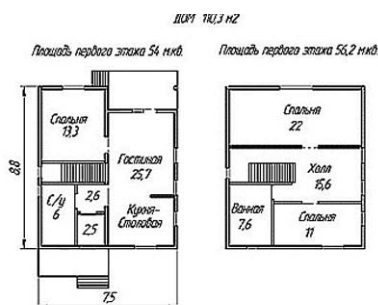 ДОМ 110,3 м2
Площадь первого этажа 54 м.кв.
Площадь первого этажа 56,2 м.кв.
Спальня
13,3
Гостиная
25,7
С/у
6
2,6
2,5
Кухня-
Столовая
8,8
7,5
Спальня
22
Холл
15,6
Ванная
7,6
Спальня
11